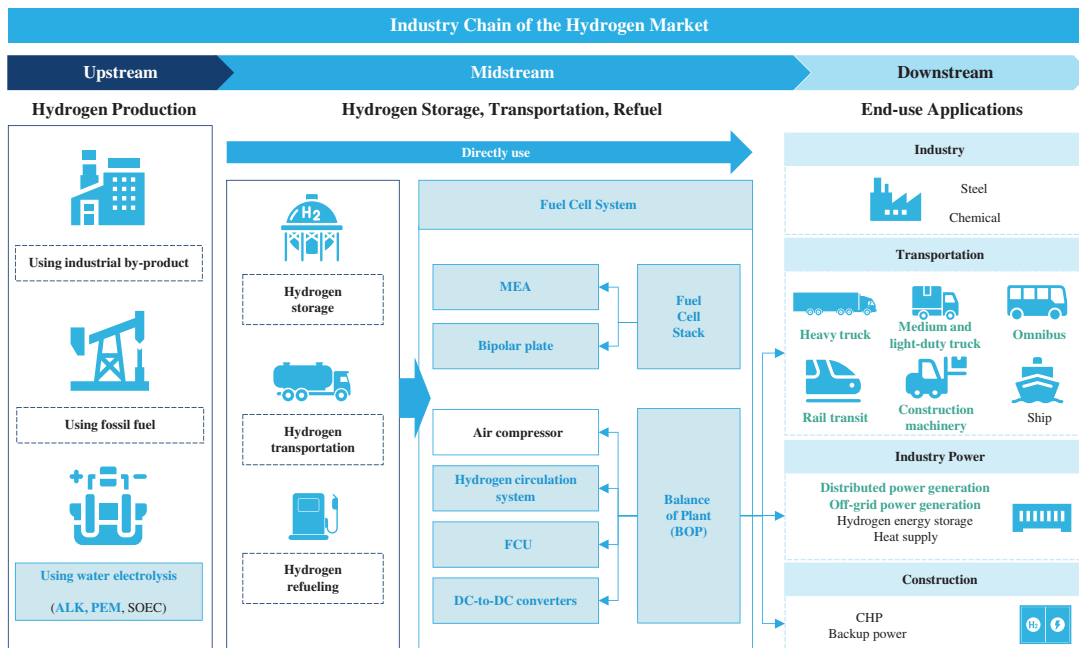 Industry Chain of the Hydrogen Market
Upstream
Midstream
Downstream
Hydrogen Production
Hydrogen Storage, Transportation, Refuel
End-use Applications
Using industrial by-product
Using fossil fuel
Using water electrolysis
(ALK, PEM, SOEC)
Directly use
H2
Hydrogen
storage
Hydrogen
transportation
Hydrogen
refueling
Fuel Cell System
MEA
Bipolar plate
Fuel
Cell
Stack
Air compressor
Hydrogen circulation
system
FCU
DC-to-DC converters
Balance
of Plant
(BOP)
Industry
Steel
Chemical
Transportation
Heavy truck
Medium and
light-duty truck
Omnibus
Rail transit
Construction
machinery
Ship
Industry Power
Distributed power generation
Off-grid power generation
Hydrogen energy storage
Heat supply
Construction
CHP
Backup power
H2